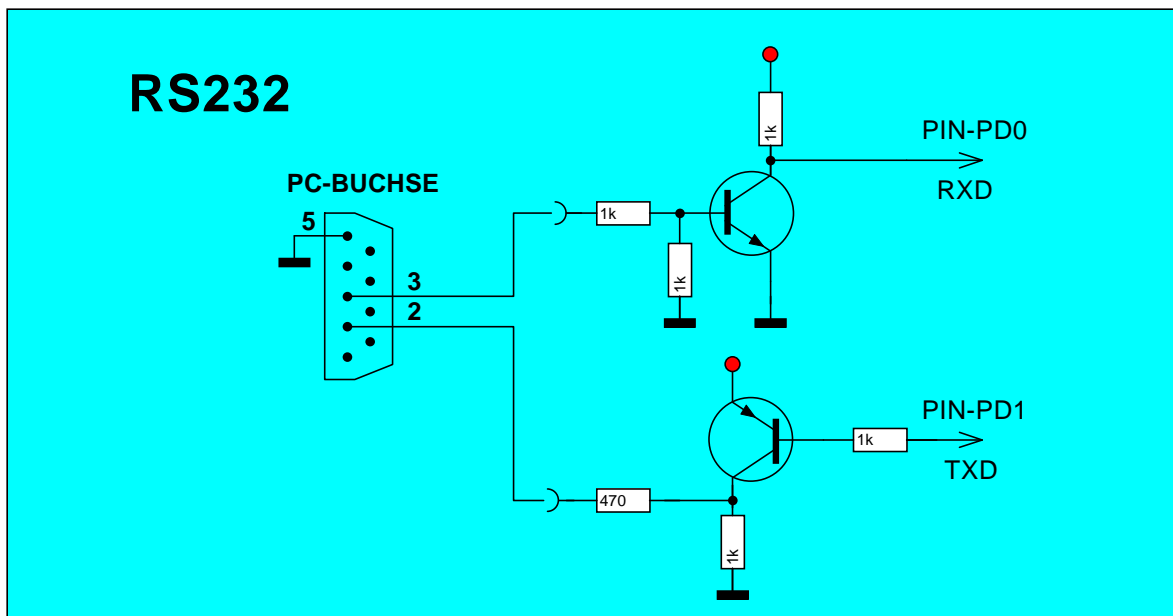 RS232
PC-BUCHSE
5
3
2
1k
1k
1k
PIN-PD0
RXD
PIN-PD1
1k
TXD
470
1k